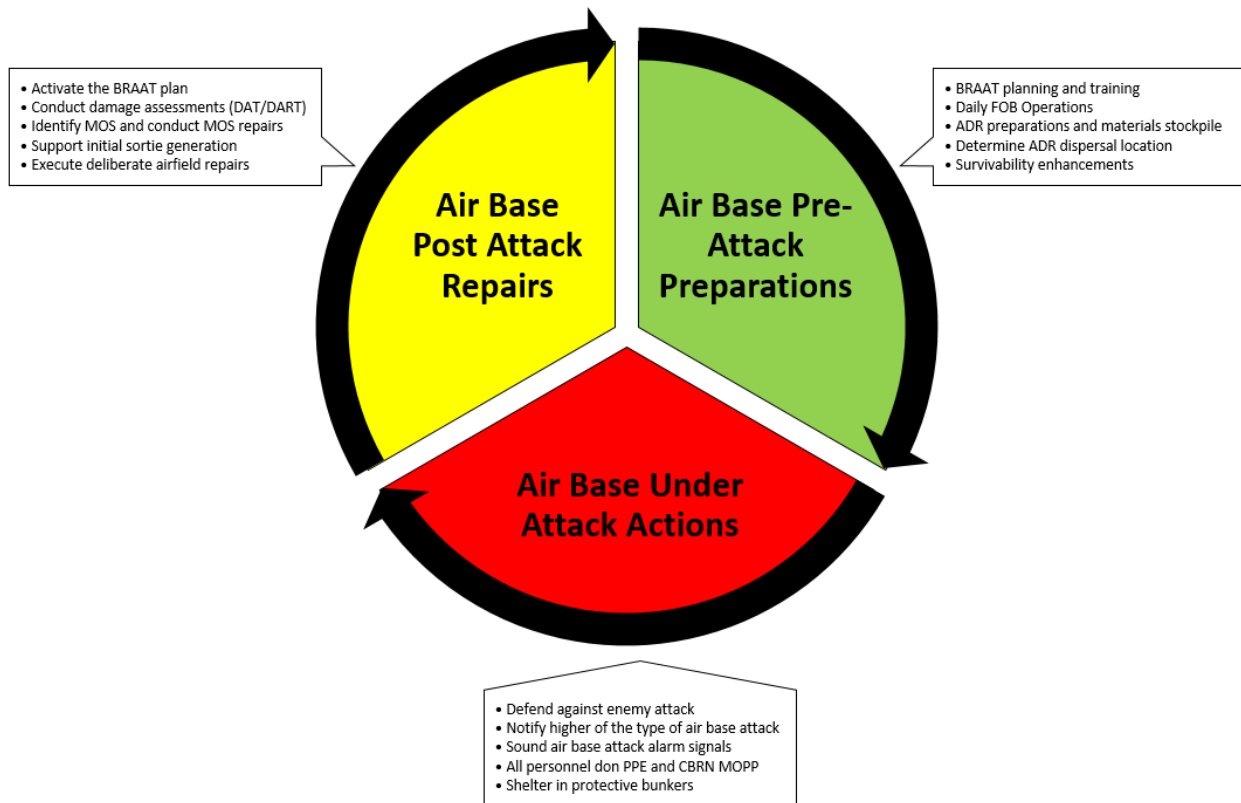 • Activate the BRAAT plan
• Conduct damage assessments (DAT/DART)
• Identify MOS and conduct MOS repairs
• Support initial sortie generation
• Execute deliberate airfield repairs
• BRAAT planning and training
• Daily FOB Operations
• ADR preparations and materials stockpile
• Determine ADR dispersal location
• Survivability enhancements
Air Base
Post Attack
Repairs
Air Base Pre-
Attack
Preparations
Air Base Under
Attack Actions
• Defend against enemy attack
• Notify higher of the type of air base attack
• Sound air base attack alarm signals
• All personnel don PPE and CBRN MOPP
• Shelter in protective bunkers